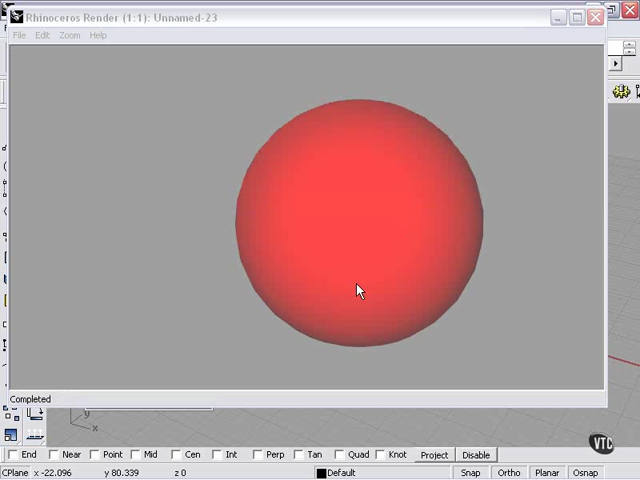 Rhinoceros Render (1:1): Unnamed-23
File Edit Zoom Help
Completed
y
x
VTC
End Near Point Mid Cen Int Perp Tan Quad Knot Project Disable
CPlane x -22.096 y 80.339 z 0 Default Snap Ortho Planar Osnap